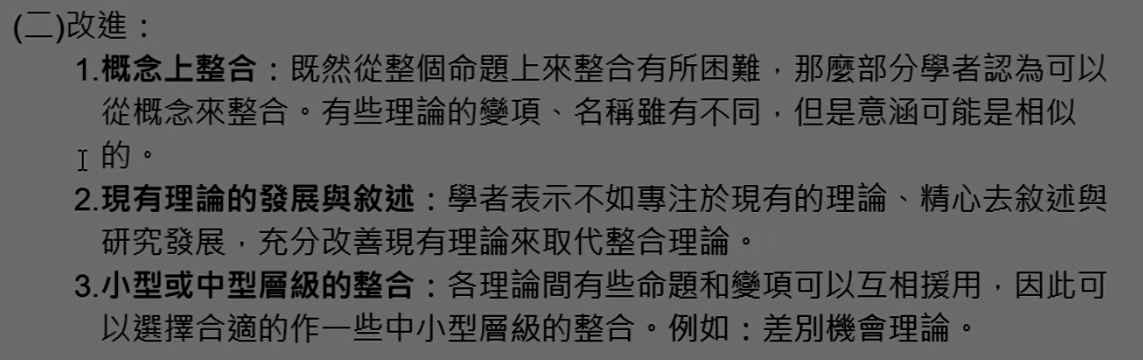 (二)改進：
1.概念上整合：既然從整個命題上來整合有所困難，那麼部分學者認為可以
從概念來整合。有些理論的變項、名稱雖有不同，但是意涵可能是相似
的。
2.現有理論的發展與敘述：學者表示不如專注於現有的理論、精心去敘述與
研究發展，充分改善現有理論來取代整合理論。
3.小型或中型層級的整合：各理論間有些命題和變項可以互相援用，因此可
以選擇合適的作一些中小型層級的整合。例如：差別機會理論。